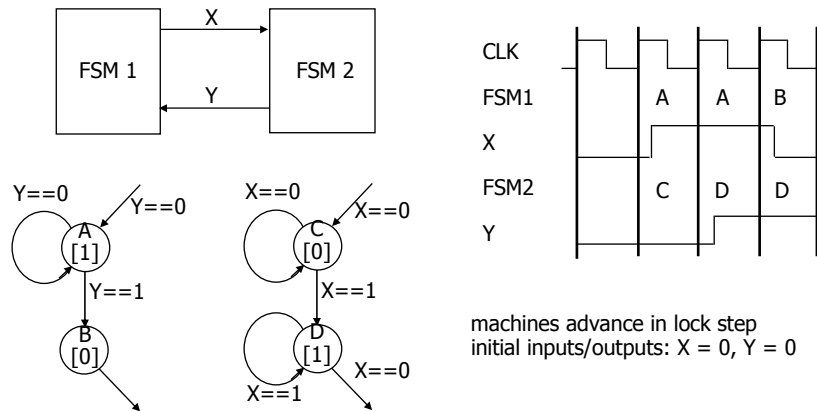 X
FSM 1
FSM 2
Y
CLK
FSM1
A
A
B
X
FSM2
C
D
D
Y
Y==0
Y==0
A
[1]
Y==1
B
[0]
X==0
X==0
C
[0]
X==1
D
[1]
X==0
X==1
machines advance in lock step
initial inputs/outputs: X = 0, Y = 0